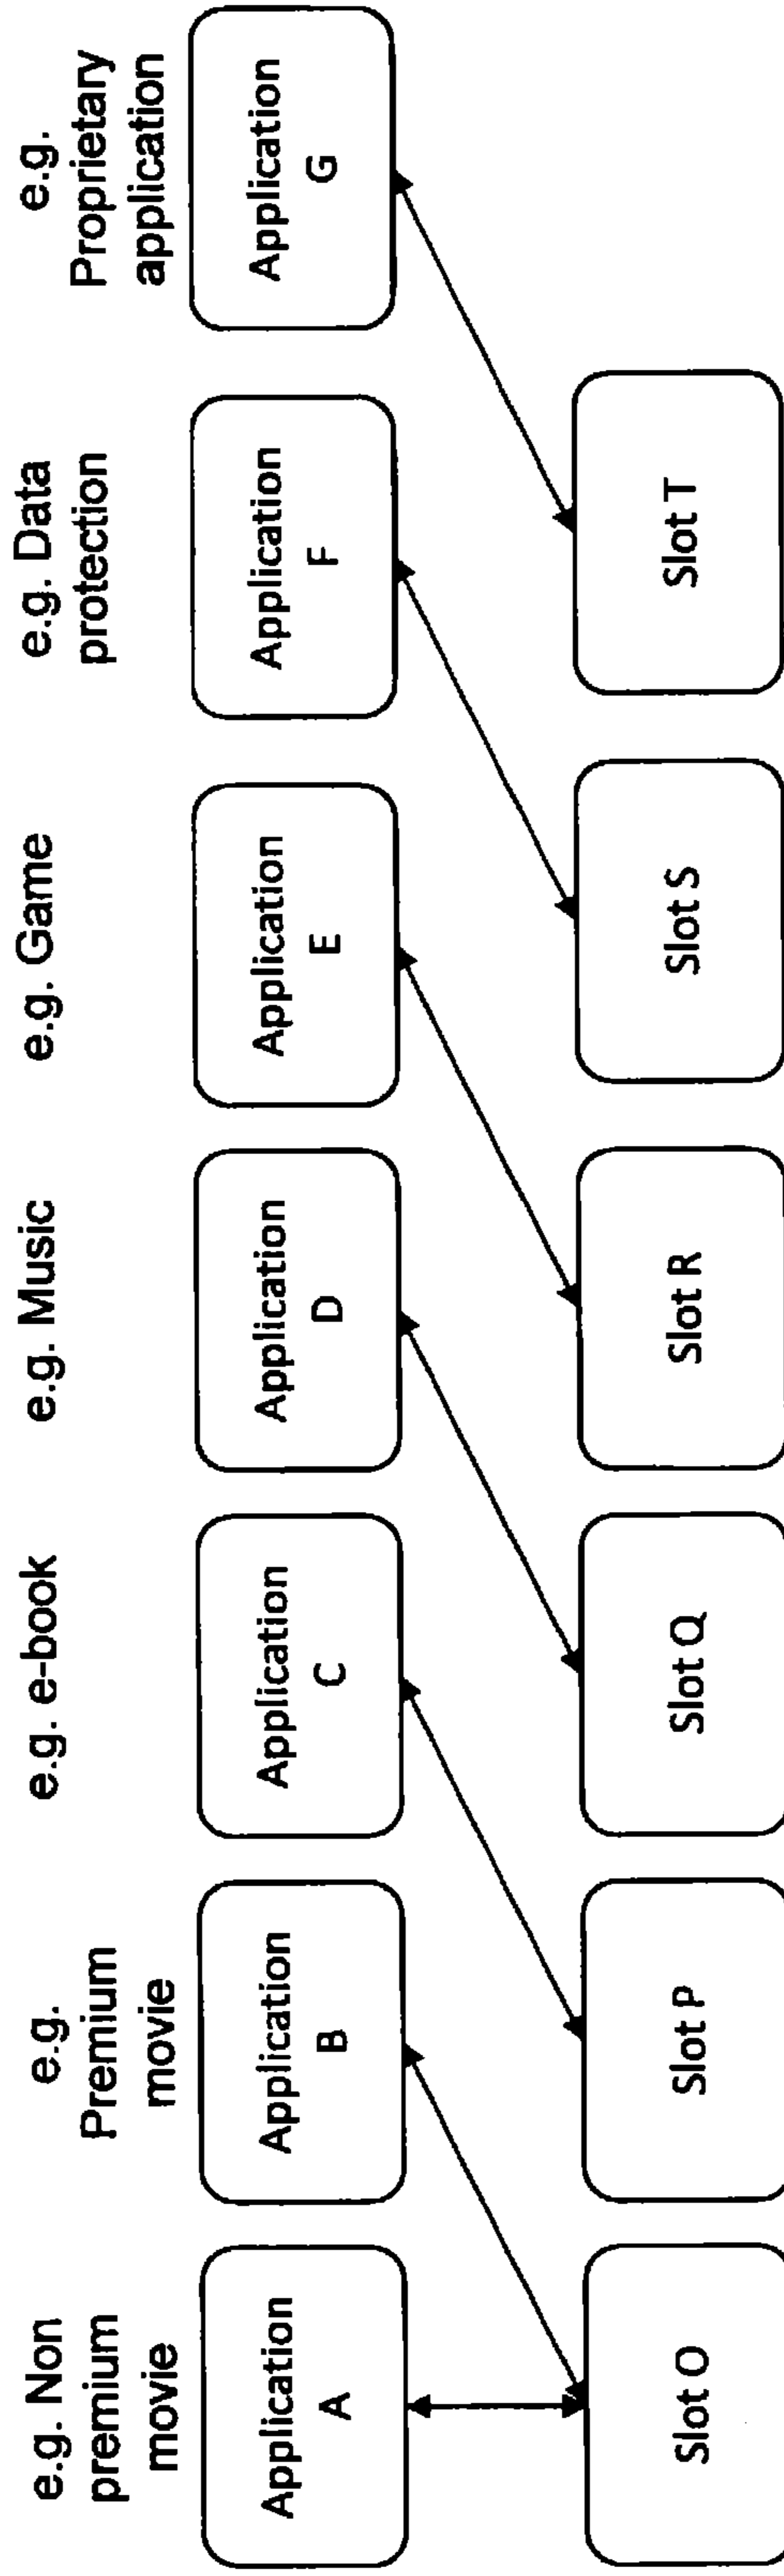 e.g. Non
premium
movie
e.g.
Premium
movie
e.g. e-book
e.g. Music
e.g. Game
e.g. Data
protection
e.g.
Proprietary
application
Application
A
Application
B
Application
C
Application
D
Application
E
Application
F
Application
G
Slot O
Slot P
Slot Q
Slot R
Slot S
Slot T